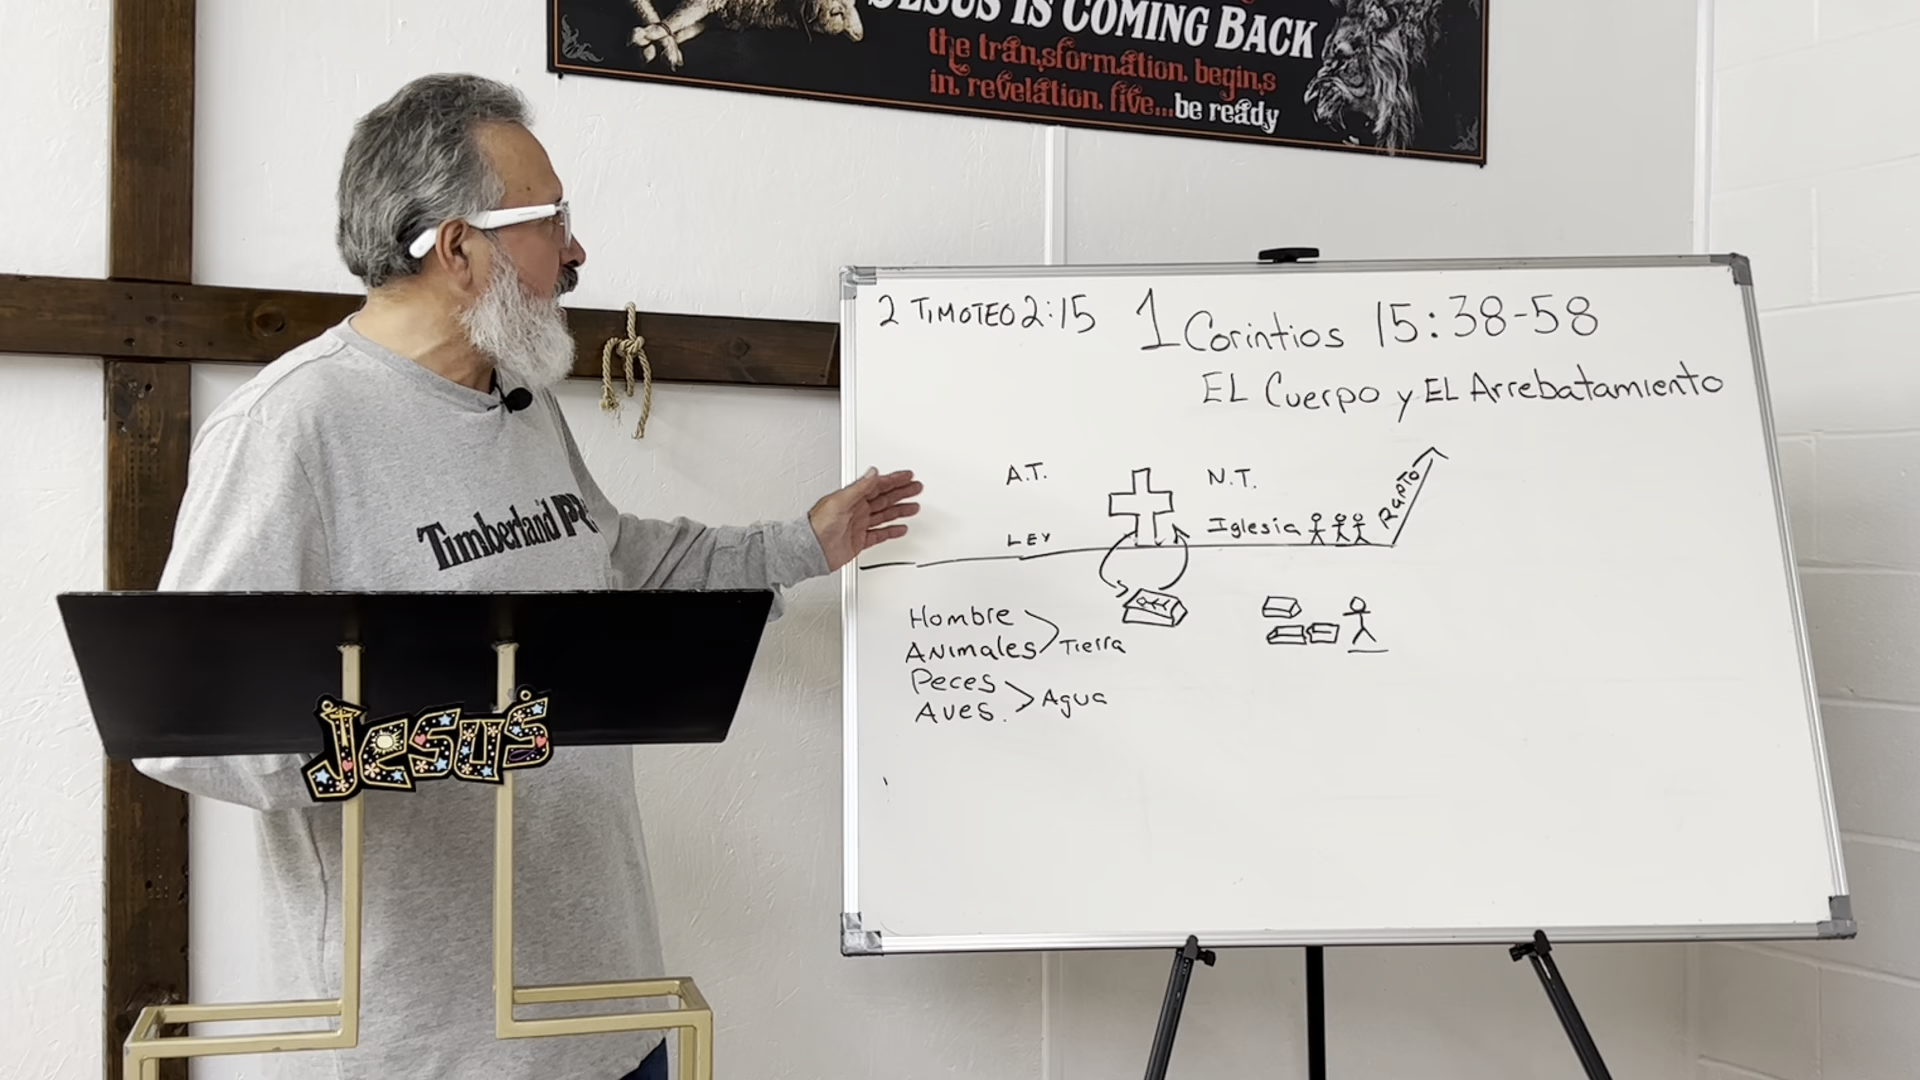 JESUS IS COMING BACK
the transformation begins
in revelation five...be ready
2 TIMOTEO 2:15
1 Corintios 15:38-58
EL Cuerpo y EL Arrebatamiento
A.T.
N.T.
LEY
Iglesia
Rapto
Hombre
ANimales
Tierra
Peces
Aves.
Agua
Timberland PR
Jesus